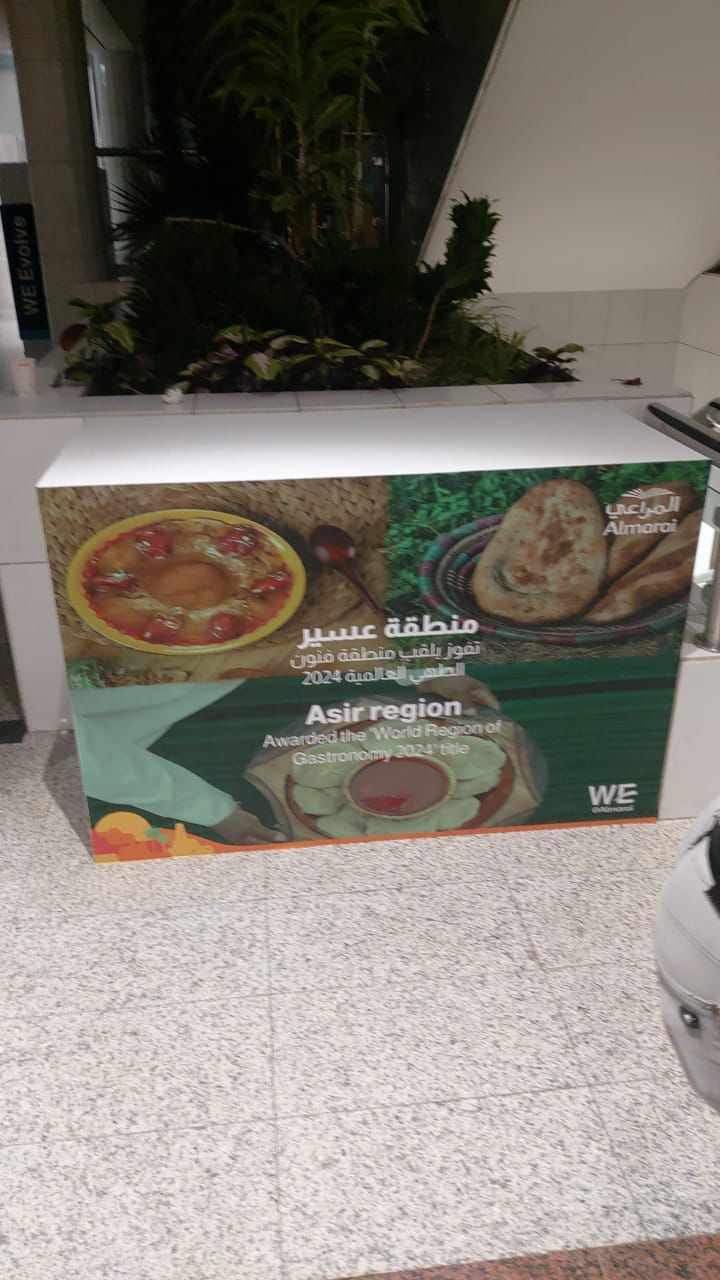 WE Evolve
المراعي
Almarai
منطقة عسير
تفوز بلقب منطقة فنون
الطهي العالمية 2024
Asir region
Awarded the 'World Region of
Gastronomy 2024' title
WE
@Almarai